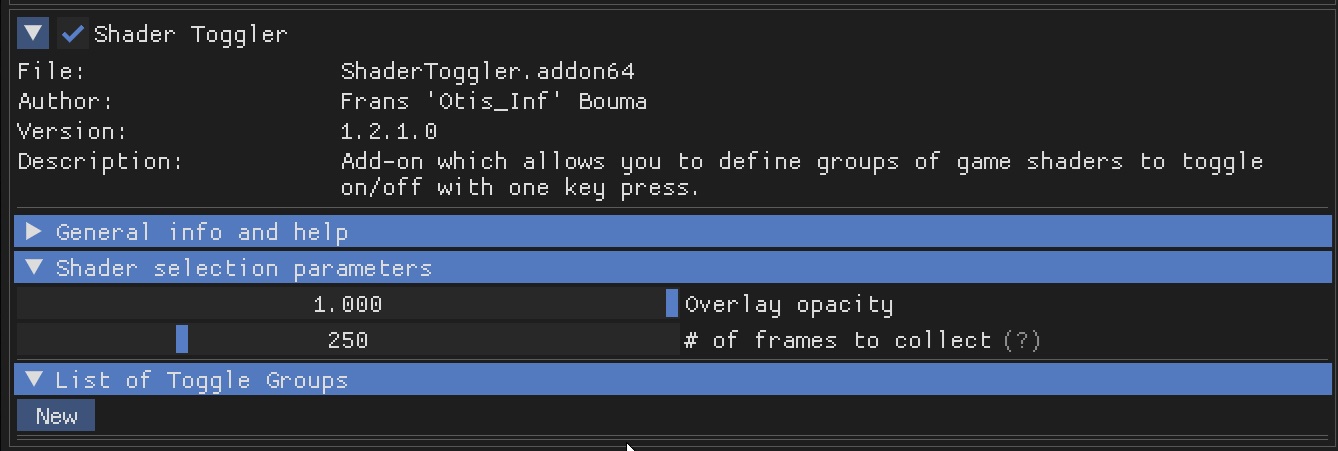 Shader Toggler
File: ShaderToggler.addon64
Author: Frans 'Otis_Inf' Bouma
Version: 1.2.1.0
Description: Add-on which allows you to define groups of game shaders to toggle
on/off with one key press.
General info and help
Shader selection parameters
1.000 Overlay opacity
250 # of frames to collect (?)
List of Toggle Groups
New